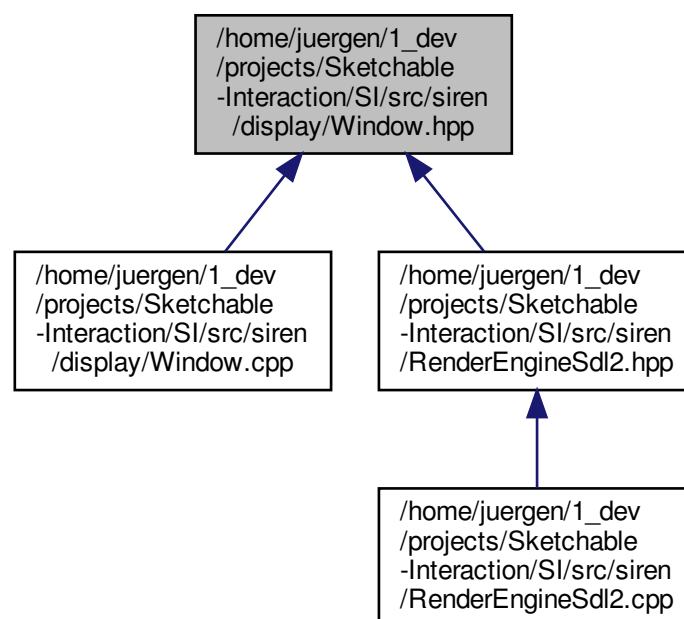 /home/juergen/1_dev
/projects/Sketchable
-Interaction/SI/src/siren
/display/Window.hpp
/home/juergen/1_dev
/projects/Sketchable
-Interaction/SI/src/siren
/display/Window.cpp
/home/juergen/1_dev
/projects/Sketchable
-Interaction/SI/src/siren
/RenderEngineSdl2.hpp
/home/juergen/1_dev
/projects/Sketchable
-Interaction/SI/src/siren
/RenderEngineSdl2.cpp